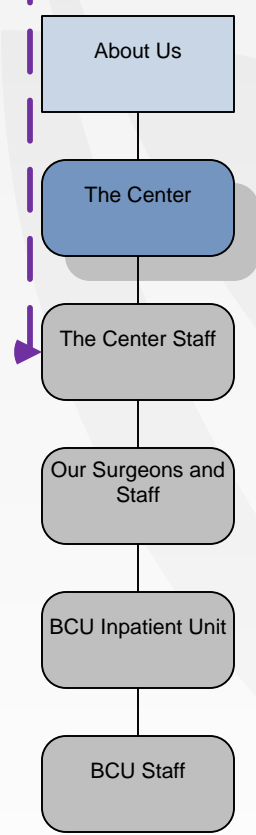 About Us
The Center
The Center Staff
Our Surgeons and
Staff
BCU Inpatient Unit
BCU Staff